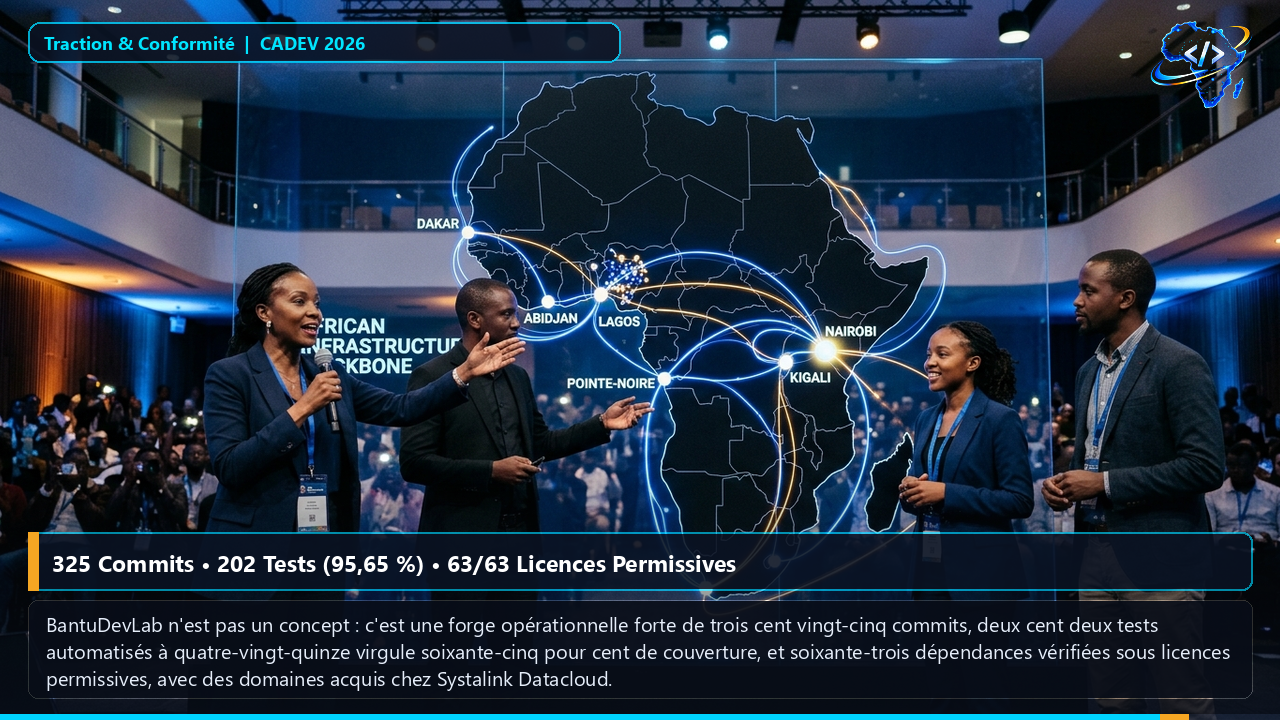 Traction & Conformité | CADEV 2026
</>
DAKAR
ABIDJAN
LAGOS
NAIROBI
KIGALI
POINTE-NOIRE
FRICAN
NFRASTRUCTU
CKBONE
325 Commits • 202 Tests (95,65 %) • 63/63 Licences Permissives
BantuDevLab n'est pas un concept : c'est une forge opérationnelle forte de trois cent vingt-cinq commits, deux cent deux tests
automatisés à quatre-vingt-quinze virgule soixante-cinq pour cent de couverture, et soixante-trois dépendances vérifiées sous licences
permissives, avec des domaines acquis chez Systalink Datacloud.